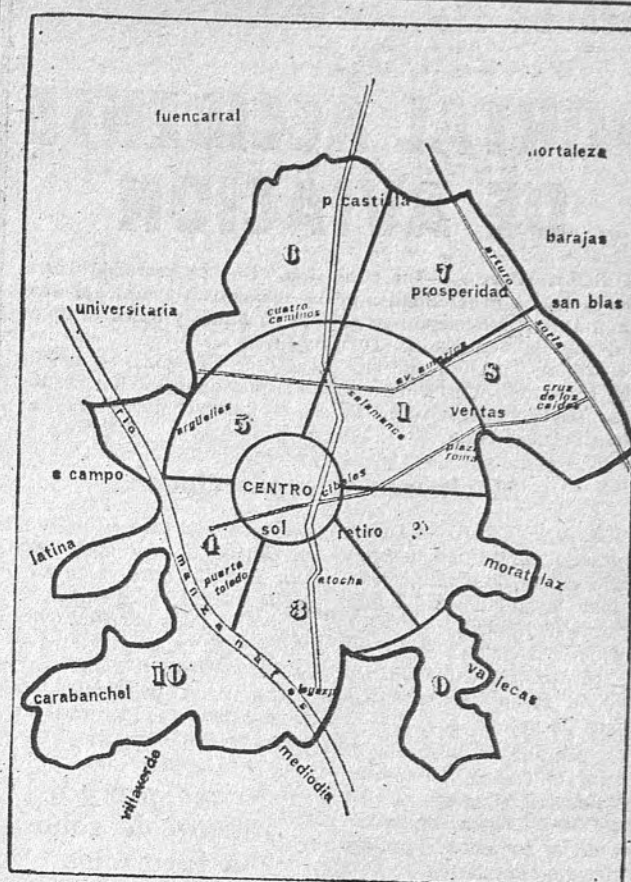 fuencarral
hortaleza
p. castilla
barajas
6
7
arturo
soria
prosperidad
san blas
universitaria
cuatro
caminos
av. america
cruz
de los
caidos
rio
argüelles
5
salamanca
1
ventas
plaza
roma
c campo
CENTRO
cibeles
sol
retiro
latina
4
puerta
toledo
manzanares
atocha
moratalaz
8
10
carabanchel
legazpi
9
vallecas
villaverde
mediodia